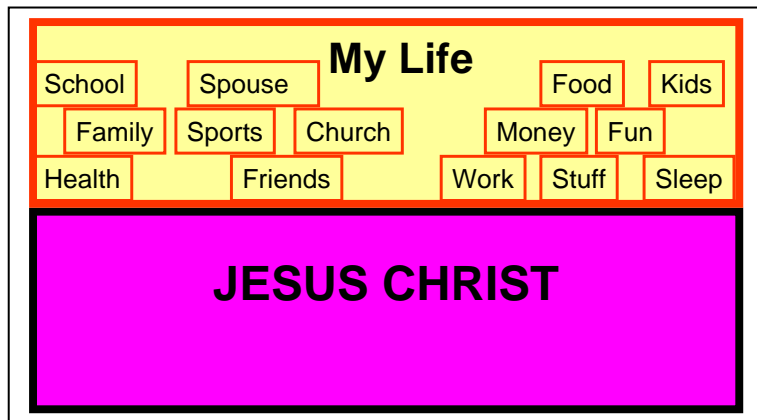 My Life
School Spouse Food Kids
Family Sports Church Money Fun
Health Friends Work Stuff Sleep
JESUS CHRIST